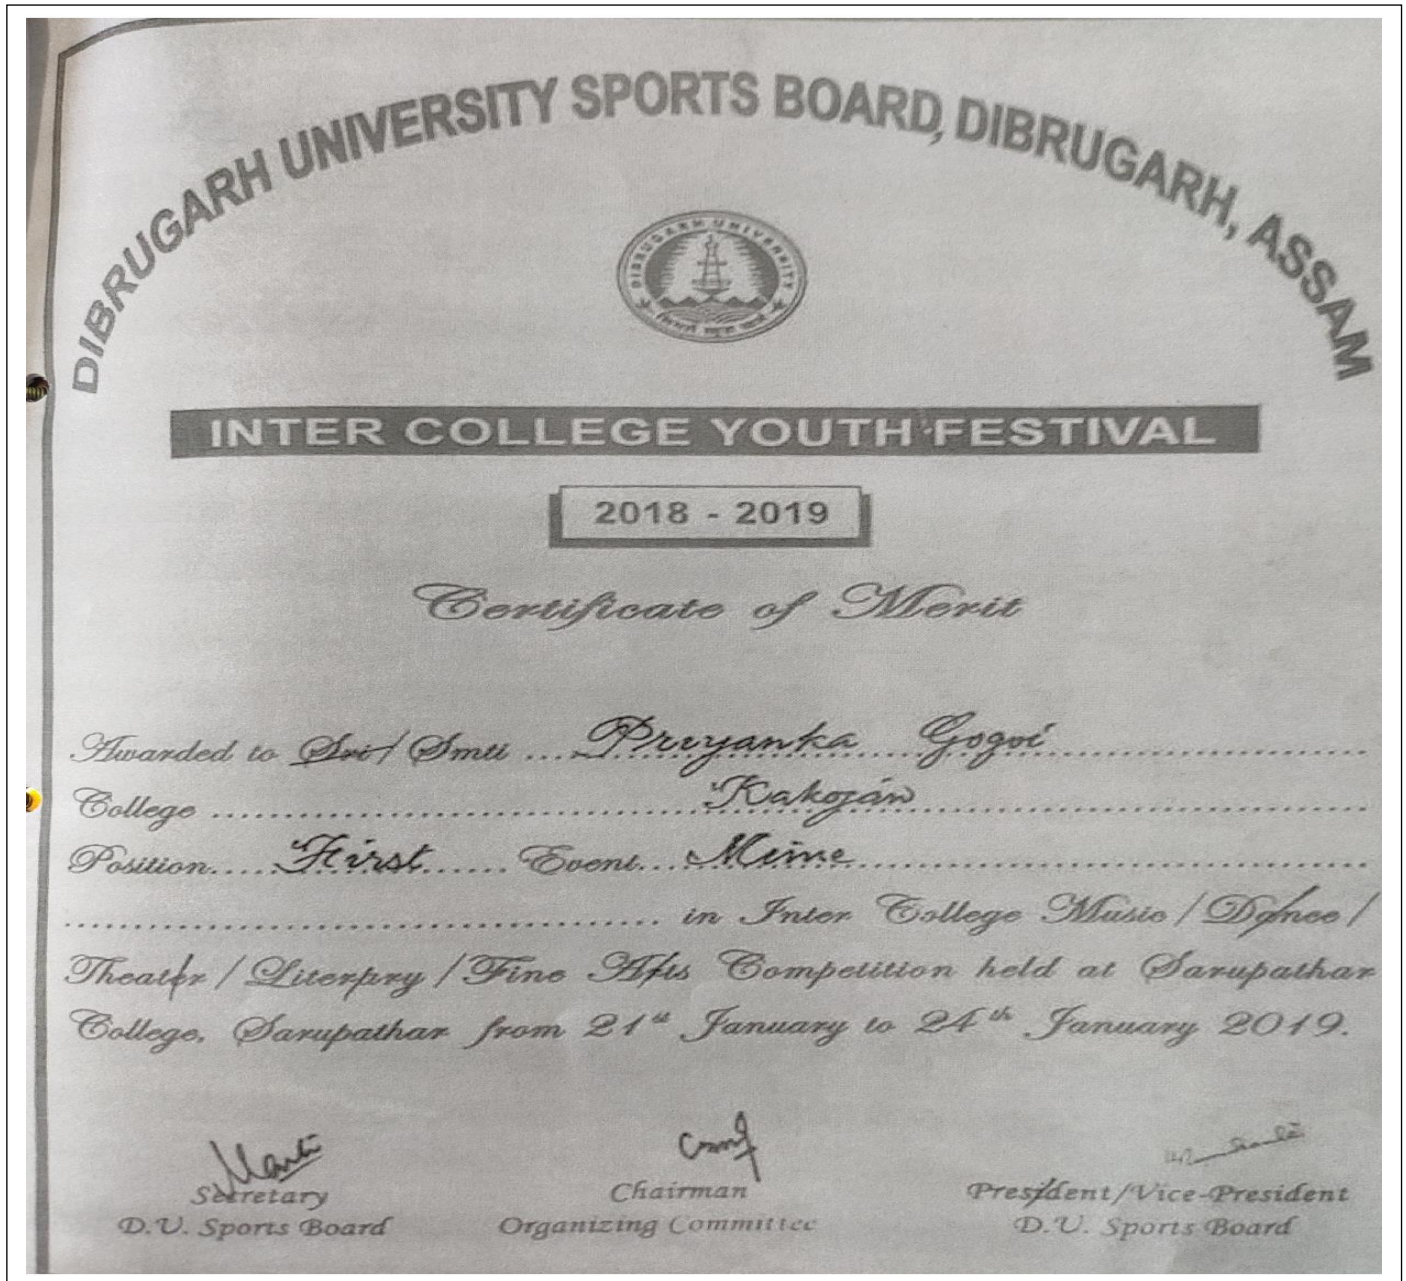 DIBRUGARH UNIVERSITY SPORTS BOARD, DIBRUGARH, ASSAM
DIBRUGARH UNIVERSITY
INTER COLLEGE YOUTH FESTIVAL
2018 - 2019
Certificate of Merit
Awarded to Sri / Smti ... Priyanka Gogoi
College ... Kakojan
Position ... First ... Event ... Mime
... in Inter College Music / Dance /
Theater / Literary / Fine Arts Competition held at Sarupathar
College, Sarupathar from 21st January to 24th January 2019.
Secretary Chairman President/Vice-President
D.U. Sports Board Organizing Committee D.U. Sports Board